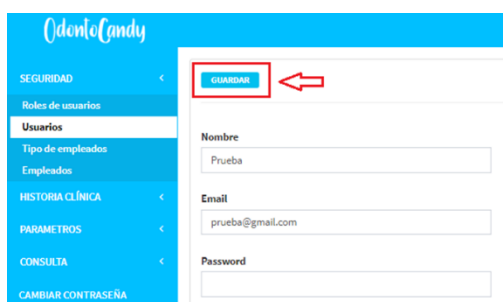 OdontoCandy
SEGURIDAD
Roles de usuarios
Usuarios
Tipo de empleados
Empleados
HISTORIA CLÍNICA
PARAMETROS
CONSULTA
CAMBIAR CONTRASEÑA
GUARDAR
Nombre
Prueba
Email
prueba@gmail.com
Password